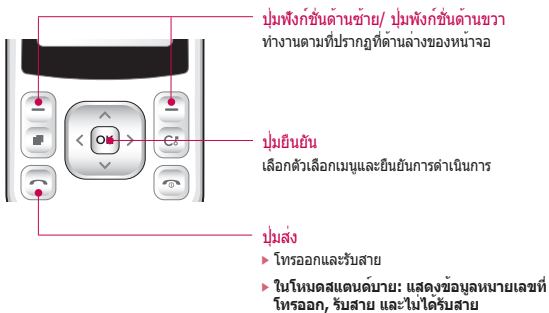 ปุ่มฟังก์ชั่นด้านซ้าย/ ปุ่มฟังก์ชั่นด้านขวา
ทำงานตามที่ปรากฏที่ด้านล่างของหน้าจอ
OK
C
ปุ่มยืนยัน
เลือกตัวเลือกเมนูและยืนยันการดำเนินการ
ปุ่มส่ง
โทรออกและรับสาย
ในโหมดสแตนด์บาย: แสดงข้อมูลหมายเลขที่
โทรออก, รับสาย และไม่ได้รับสาย